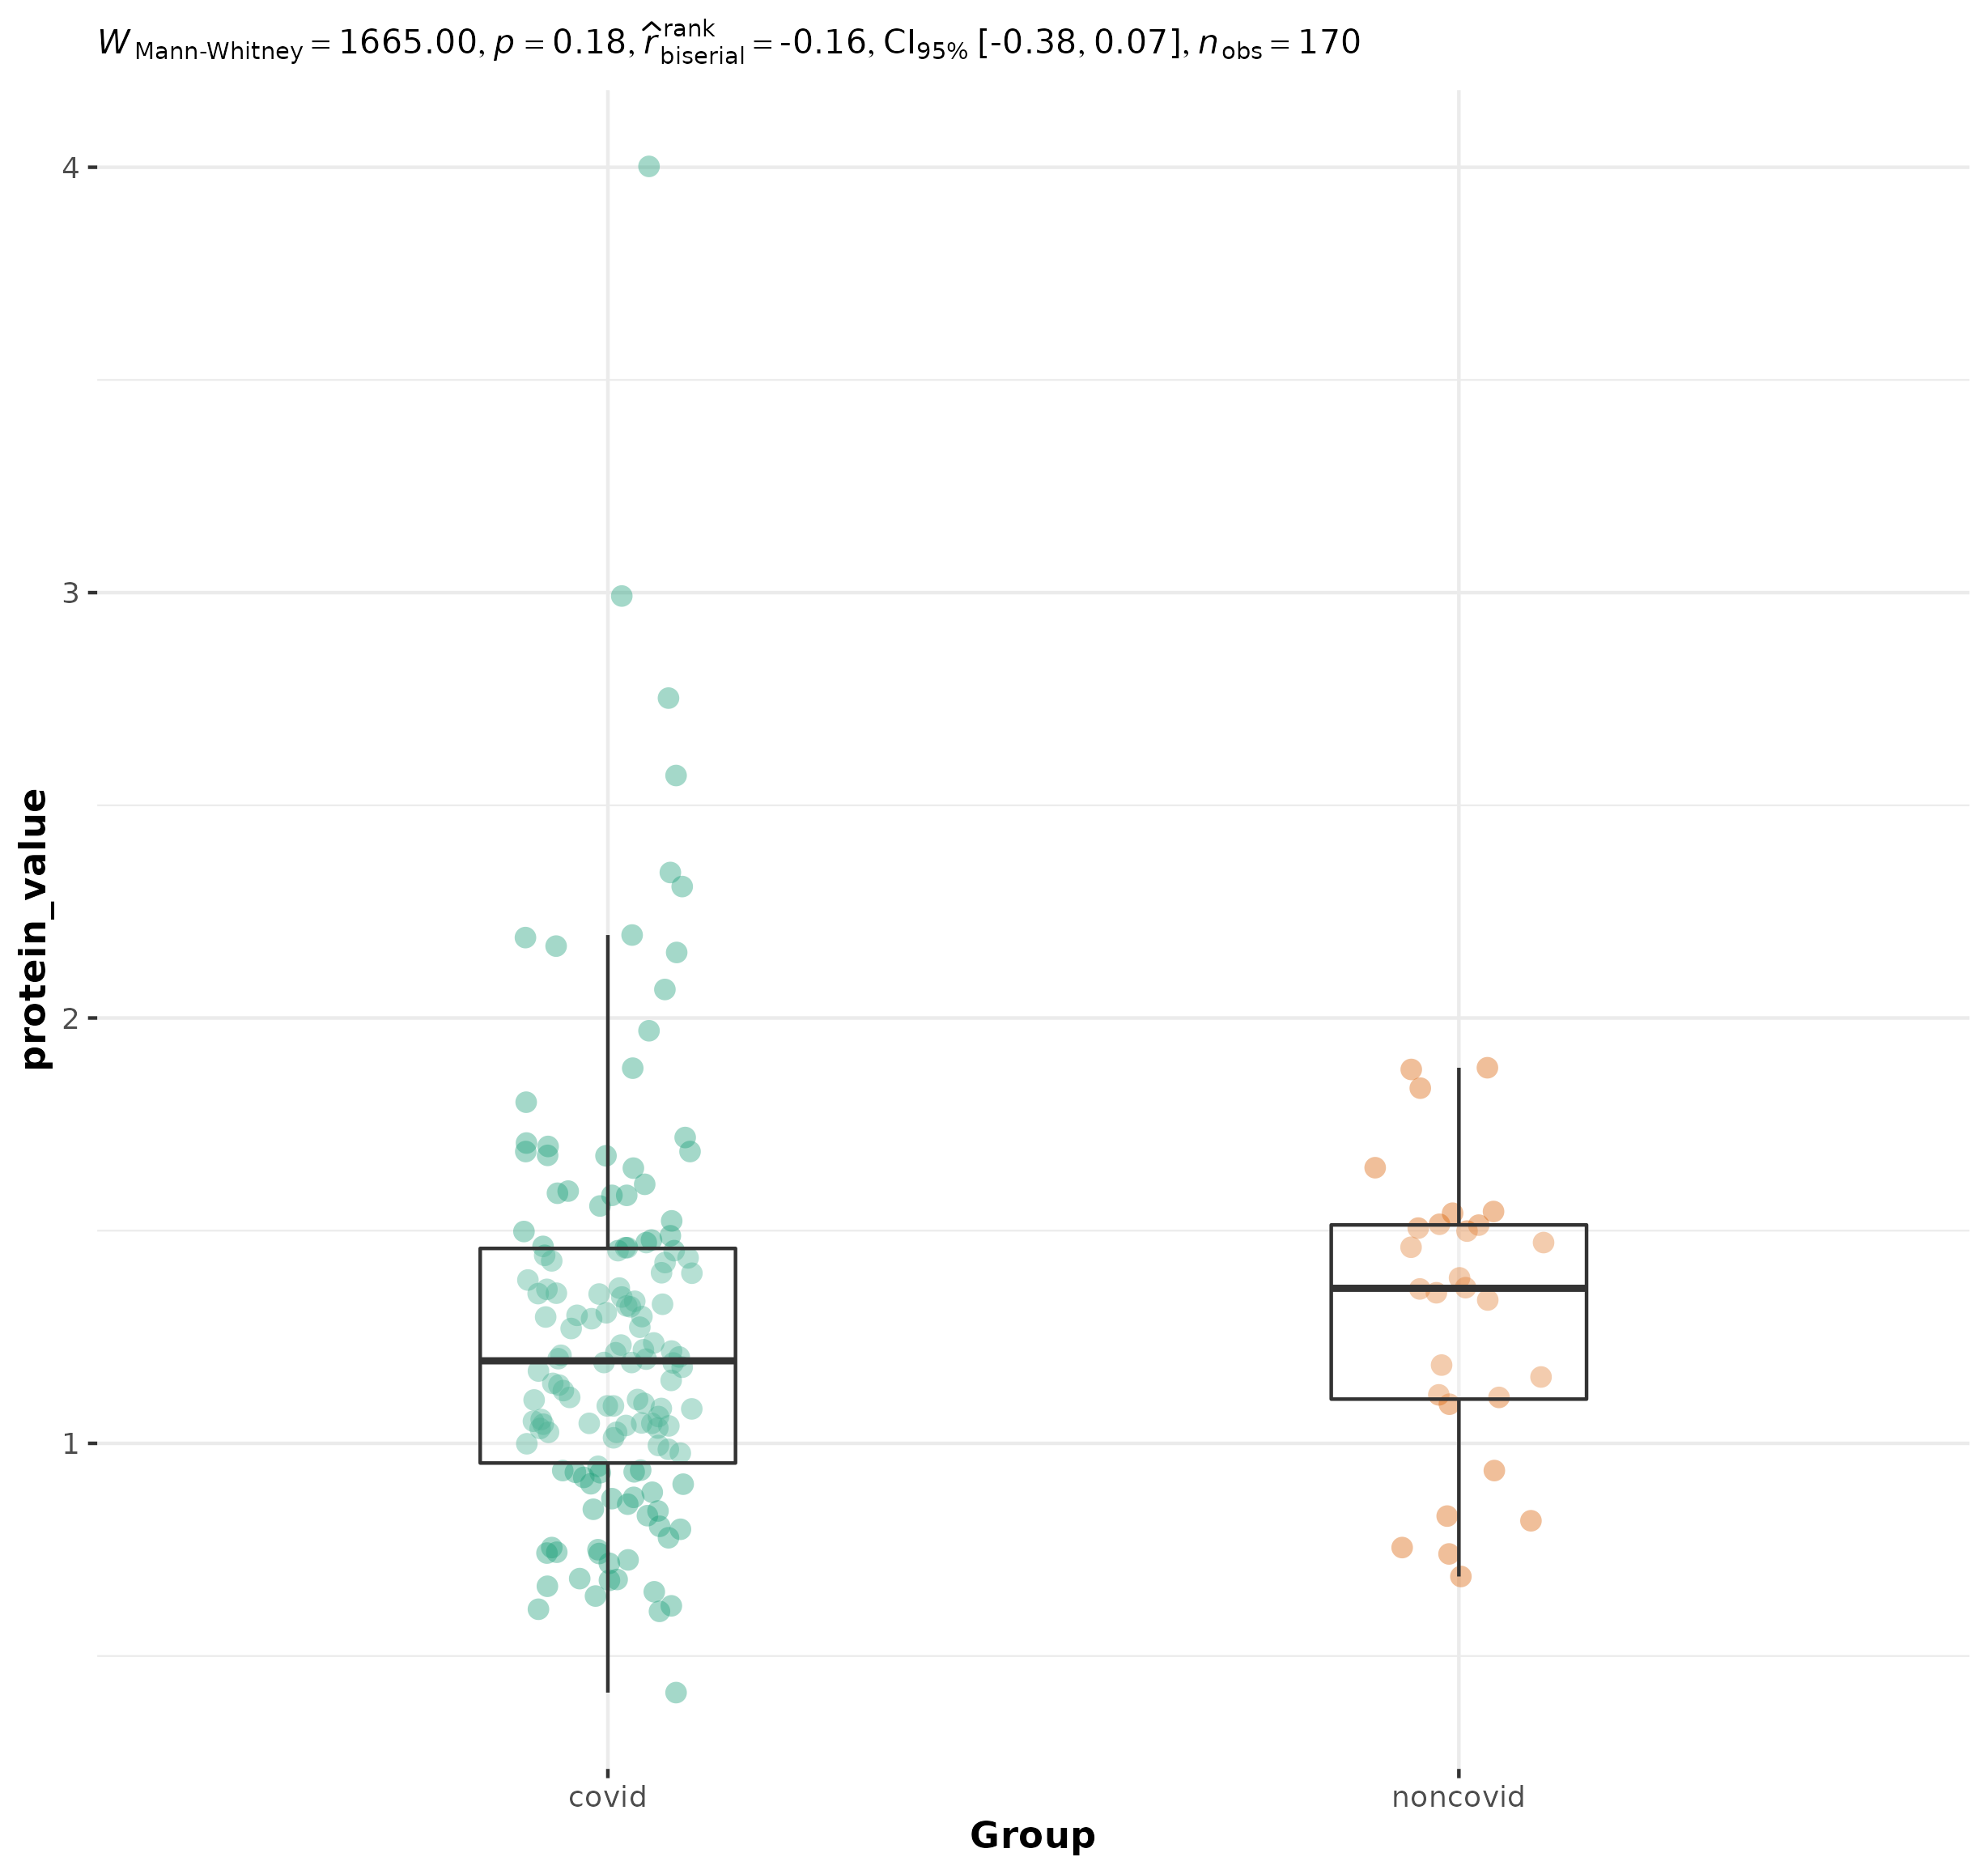 W Mann-Whitney = 1665.00, p = 0.18, r̂ rank biserial = -0.16, CI95% [-0.38, 0.07], nobs = 170
protein_value
4
3
2
1
covid noncovid
Group